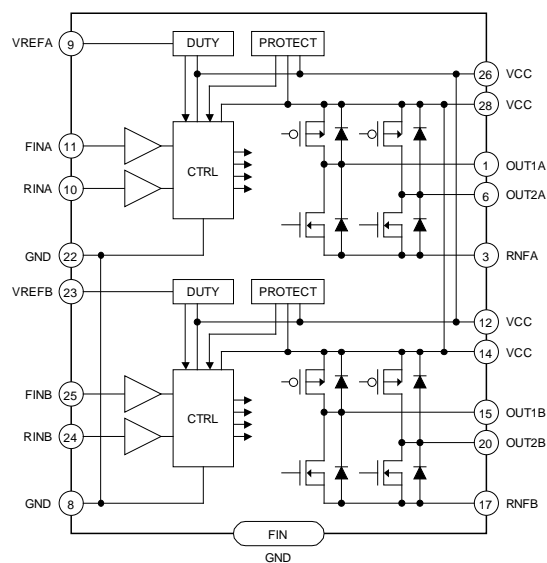 VREFA 9 DUTY PROTECT
26 VCC
28 VCC
FINA 11
CTRL
1 OUT1A
RINA 10
6 OUT2A
GND 22
3 RNFA
VREFB 23 DUTY PROTECT
12 VCC
14 VCC
FINB 25
CTRL
15 OUT1B
RINB 24
20 OUT2B
GND 8
17 RNFB
FIN
GND